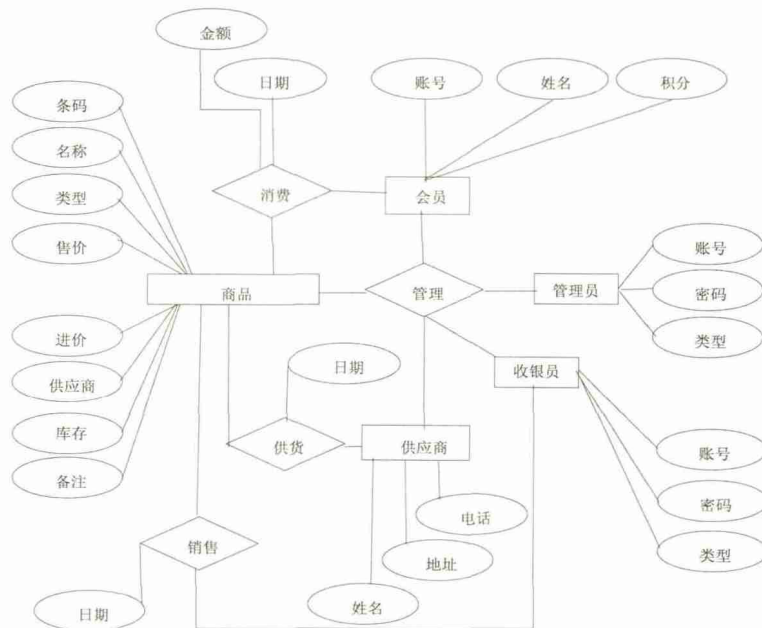 金额
日期
账号
姓名
积分
条码
名称
类型
售价
消费
会员
商品
管理
管理员
账号
密码
类型
进价
供应商
库存
备注
日期
收银员
供货
供应商
账号
密码
类型
电话
地址
姓名
销售
日期